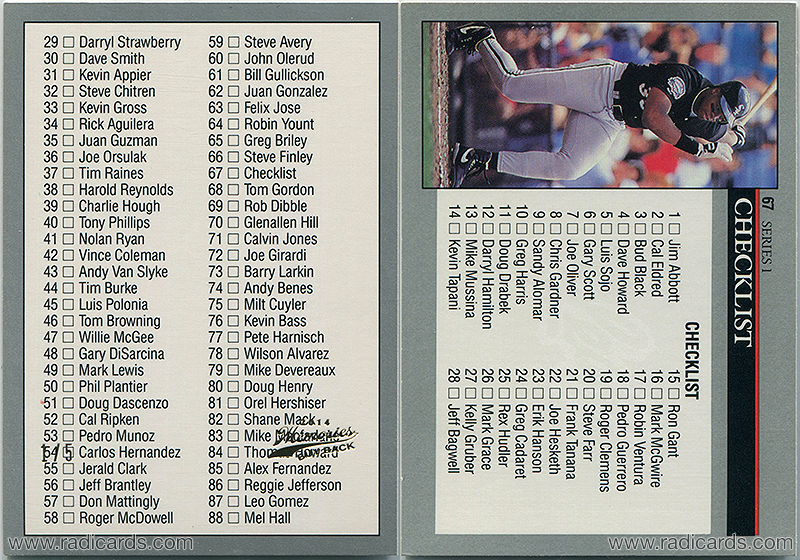 29 Darryl Strawberry
30 Dave Smith
31 Kevin Appier
32 Steve Chitren
33 Kevin Gross
34 Rick Aguilera
35 Juan Guzman
36 Joe Orsulak
37 Tim Raines
38 Harold Reynolds
39 Charlie Hough
40 Tony Phillips
41 Nolan Ryan
42 Vince Coleman
43 Andy Van Slyke
44 Tim Burke
45 Luis Polonia
46 Tom Browning
47 Willie McGee
48 Gary DiSarcina
49 Mark Lewis
50 Phil Plantier
51 Doug Dascenzo
52 Cal Ripken
53 Pedro Munoz
Carlos Hernandez
1/5
55 Jerald Clark
56 Jeff Brantley
57 Don Mattingly
58 Roger McDowell
59 Steve Avery
60 John Olerud
61 Bill Gullickson
62 Juan Gonzalez
63 Felix Jose
64 Robin Yount
65 Greg Briley
66 Steve Finley
67 Checklist
68 Tom Gordon
69 Rob Dibble
70 Glenallen Hill
71 Calvin Jones
72 Joe Girardi
73 Barry Larkin
74 Andy Benes
75 Milt Cuyler
76 Kevin Bass
77 Pete Harnisch
78 Wilson Alvarez
79 Mike Devereaux
80 Doug Henry
81 Orel Hershiser
82 Shane Mack
83 Mike
84 Thomas Howard
2014
Memories
BUYBACK
85 Alex Fernandez
86 Reggie Jefferson
87 Leo Gomez
88 Mel Hall
67 SERIES 1
CHECKLIST
CHECKLIST
1 Jim Abbott
2 Cal Eldred
3 Bud Black
4 Dave Howard
5 Luis Sojo
6 Gary Scott
7 Joe Oliver
8 Chris Gardner
9 Sandy Alomar
10 Greg Harris
11 Doug Drabek
12 Darryl Hamilton
13 Mike Mussina
14 Kevin Tapani
15 Ron Gant
16 Mark McGwire
17 Robin Ventura
18 Pedro Guerrero
19 Roger Clemens
20 Steve Farr
21 Frank Tanana
22 Joe Hesketh
23 Erik Hanson
24 Greg Cadaret
25 Rex Hudler
26 Mark Grace
27 Kelly Gruber
28 Jeff Bagwell
www.radicards.com
www.radicards.com